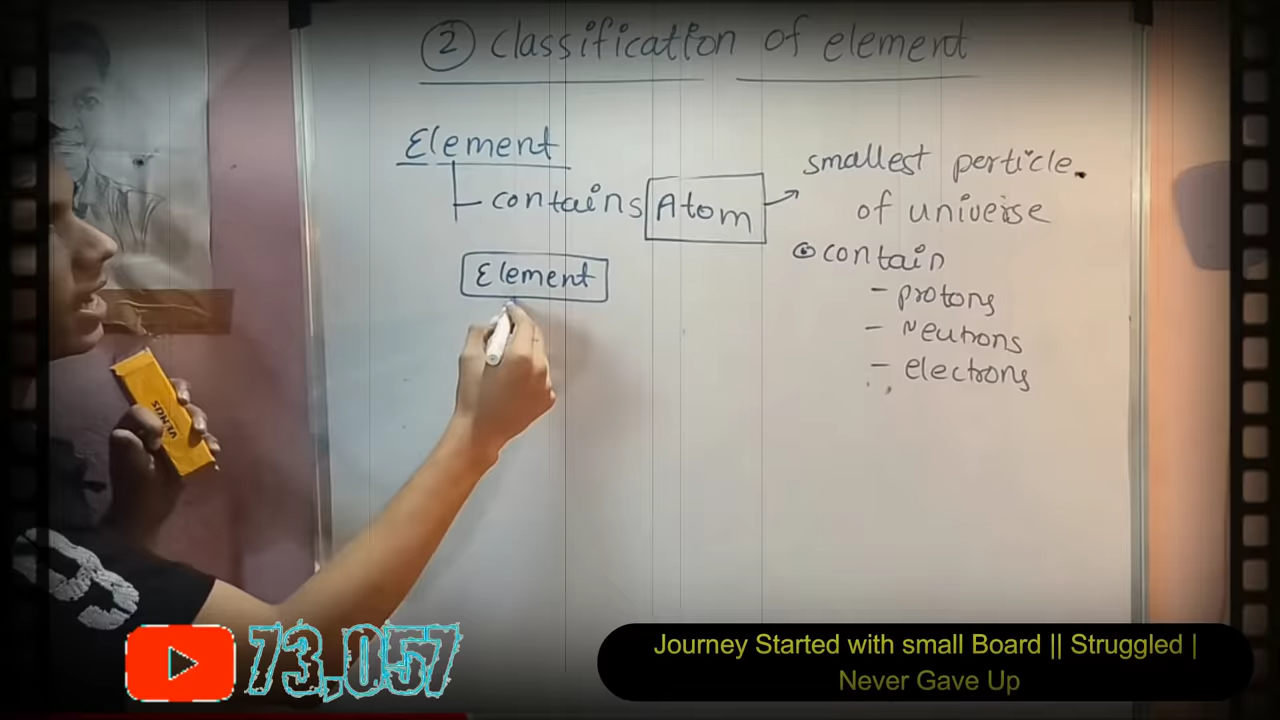 ② classification of element
Element
contains Atom
smallest perticle.
of universe
contain
- protons
- Neutrons
- electrons
Element
VENUS
73,057
Journey Started with small Board || Struggled |
Never Gave Up